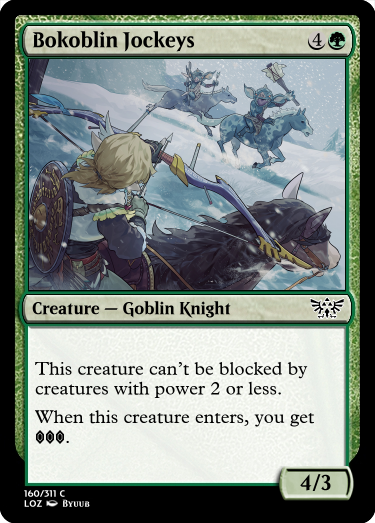 Bokoblin Jockeys 4
Creature — Goblin Knight
This creature can't be blocked by
creatures with power 2 or less.
When this creature enters, you get
.
4/3
160/311 C
LOZ Byuub